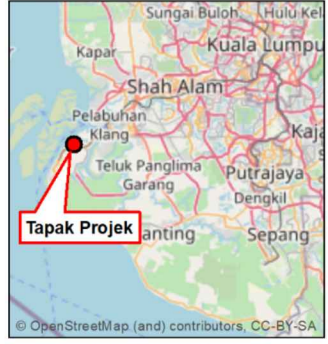 Sungai Buloh
Hulu Kel
Kapar
Kuala Lumpu
Shah Alam
Pelabuhan
Klang
Kaja
Teluk Panglima
Garang
Putrajaya
Dengkil
Tapak Projek
anting
Sepang
© OpenStreetMap (and) contributors, CC-BY-SA